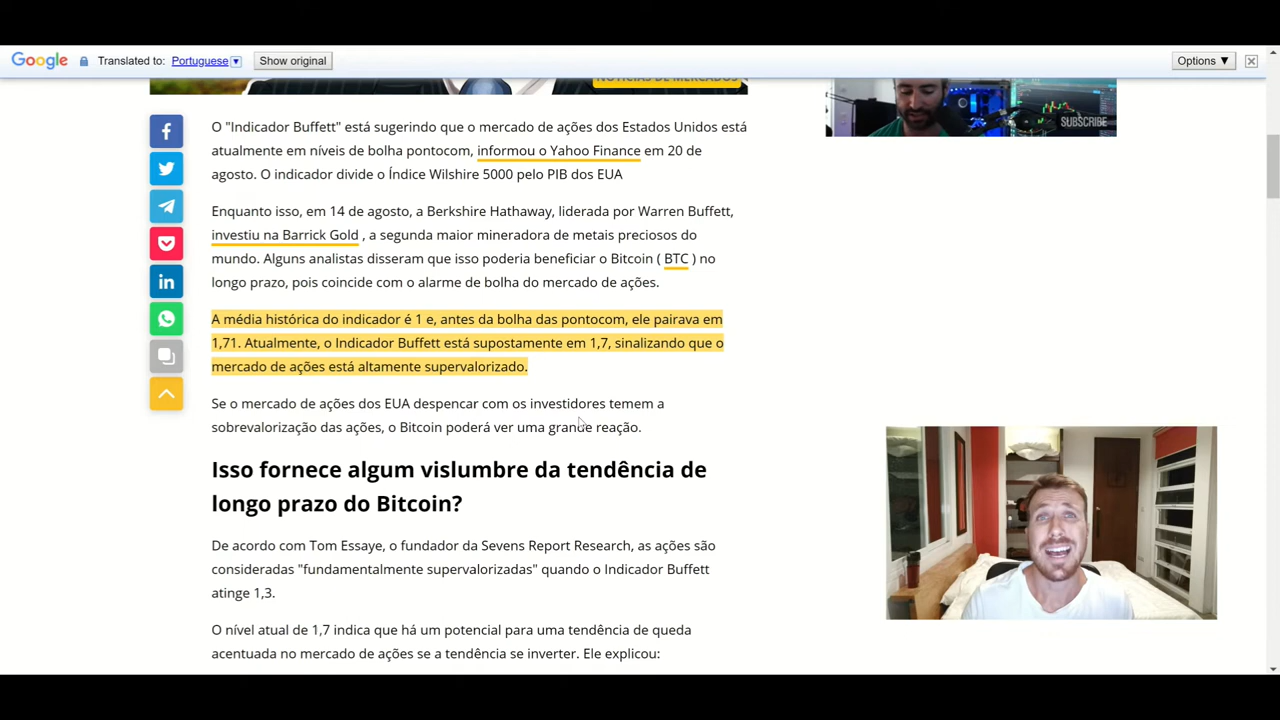 Google Translated to: Portuguese Show original Options ▼
NOTÍCIAS DE MERCADOS
SUBSCRIBE
O "Indicador Buffett" está sugerindo que o mercado de ações dos Estados Unidos está
atualmente em níveis de bolha pontocom, informou o Yahoo Finance em 20 de
agosto. O indicador divide o Índice Wilshire 5000 pelo PIB dos EUA
Enquanto isso, em 14 de agosto, a Berkshire Hathaway, liderada por Warren Buffett,
investiu na Barrick Gold , a segunda maior mineradora de metais preciosos do
mundo. Alguns analistas disseram que isso poderia beneficiar o Bitcoin ( BTC ) no
longo prazo, pois coincide com o alarme de bolha do mercado de ações.
A média histórica do indicador é 1 e, antes da bolha das pontocom, ele pairava em
1,71. Atualmente, o Indicador Buffett está supostamente em 1,7, sinalizando que o
mercado de ações está altamente supervalorizado.
Se o mercado de ações dos EUA despencar com os investidores temem a
sobrevalorização das ações, o Bitcoin poderá ver uma grande reação.
Isso fornece algum vislumbre da tendência de
longo prazo do Bitcoin?
De acordo com Tom Essaye, o fundador da Sevens Report Research, as ações são
consideradas "fundamentalmente supervalorizadas" quando o Indicador Buffett
atinge 1,3.
O nível atual de 1,7 indica que há um potencial para uma tendência de queda
acentuada no mercado de ações se a tendência se inverter. Ele explicou: